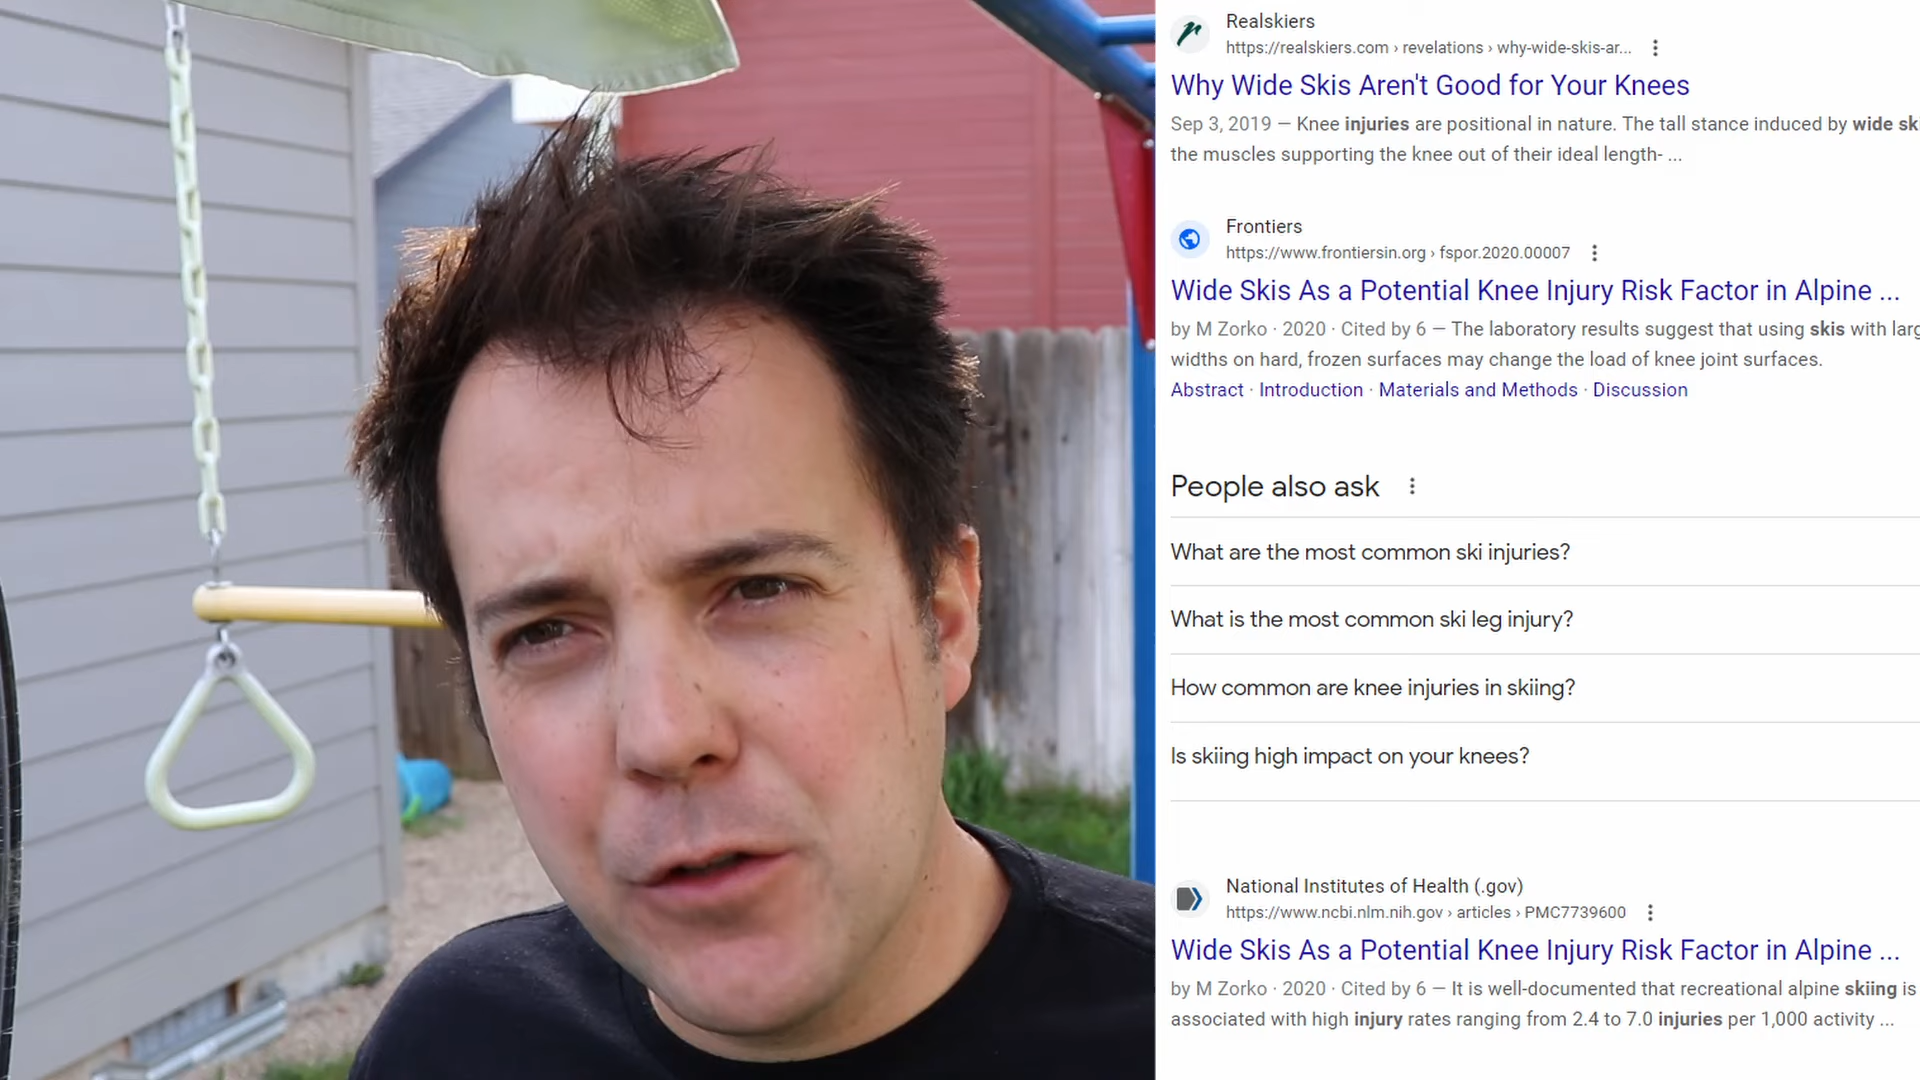 Realskiers
https://realskiers.com › revelations › why-wide-skis-ar...
Why Wide Skis Aren't Good for Your Knees
Sep 3, 2019 — Knee injuries are positional in nature. The tall stance induced by wide sk
the muscles supporting the knee out of their ideal length- ...
Frontiers
https://www.frontiersin.org › fspor.2020.00007
Wide Skis As a Potential Knee Injury Risk Factor in Alpine ...
by M Zorko · 2020 · Cited by 6 — The laboratory results suggest that using skis with larg
widths on hard, frozen surfaces may change the load of knee joint surfaces.
Abstract · Introduction · Materials and Methods · Discussion
People also ask
What are the most common ski injuries?
What is the most common ski leg injury?
How common are knee injuries in skiing?
Is skiing high impact on your knees?
National Institutes of Health (.gov)
https://www.ncbi.nlm.nih.gov › articles › PMC7739600
Wide Skis As a Potential Knee Injury Risk Factor in Alpine ...
by M Zorko · 2020 · Cited by 6 — It is well-documented that recreational alpine skiing is
associated with high injury rates ranging from 2.4 to 7.0 injuries per 1,000 activity ...